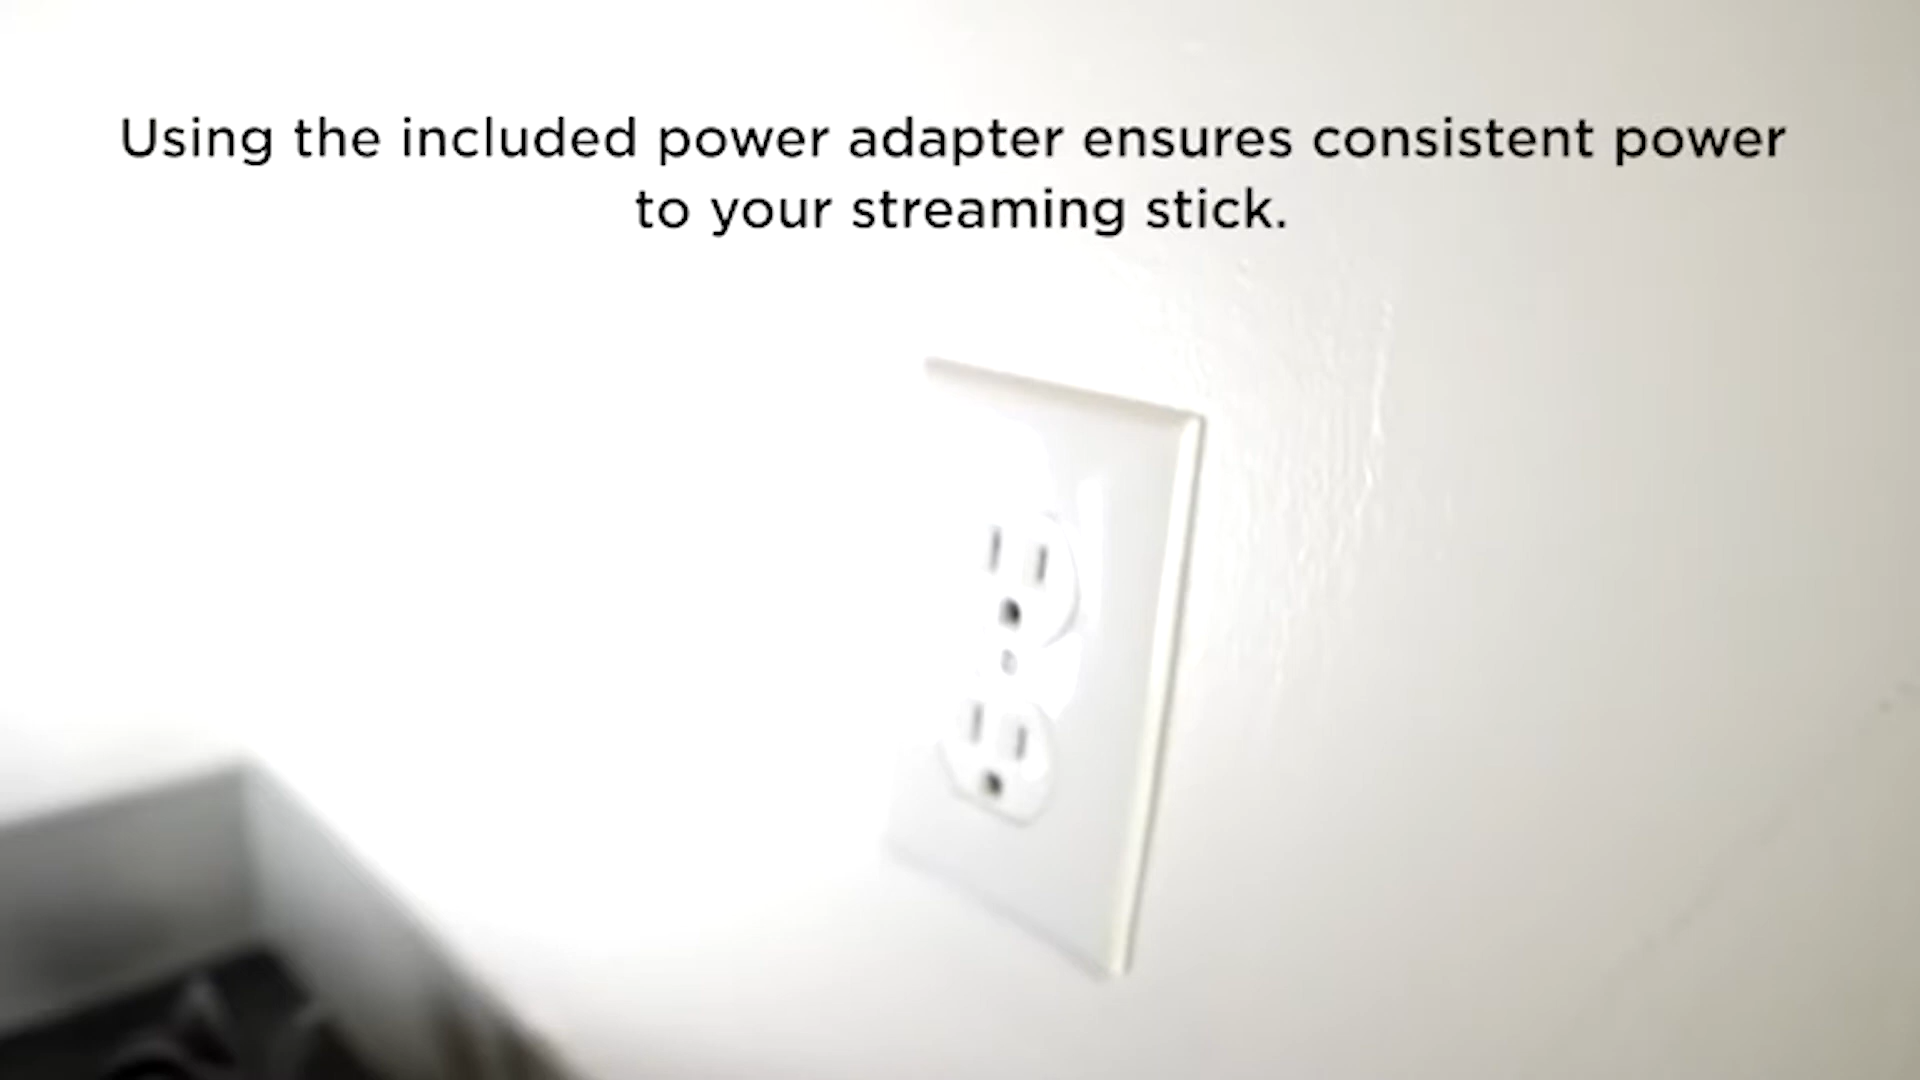 Using the included power adapter ensures consistent power
to your streaming stick.